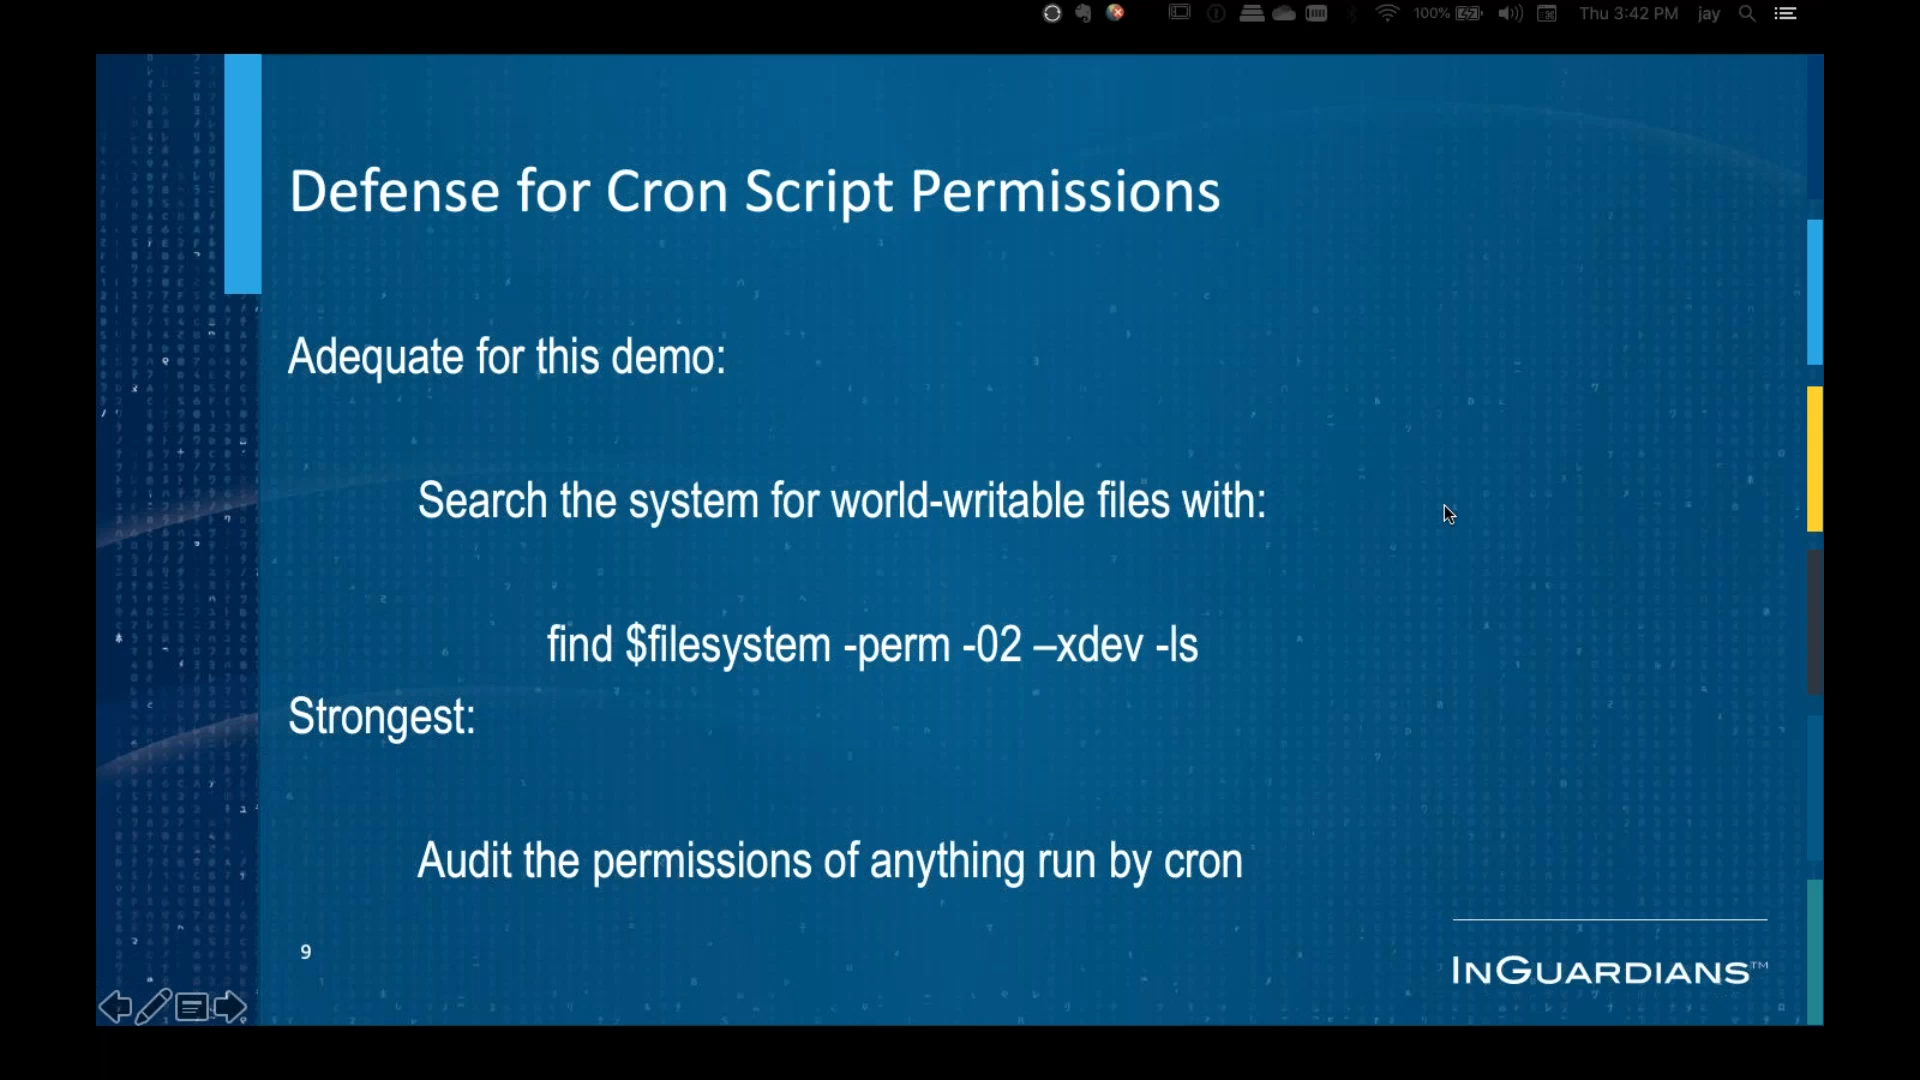 100% Thu 3:42 PM jay
Defense for Cron Script Permissions
Adequate for this demo:
Search the system for world-writable files with:
find $filesystem -perm -02 –xdev -ls
Strongest:
Audit the permissions of anything run by cron
9
INGUARDIANS™